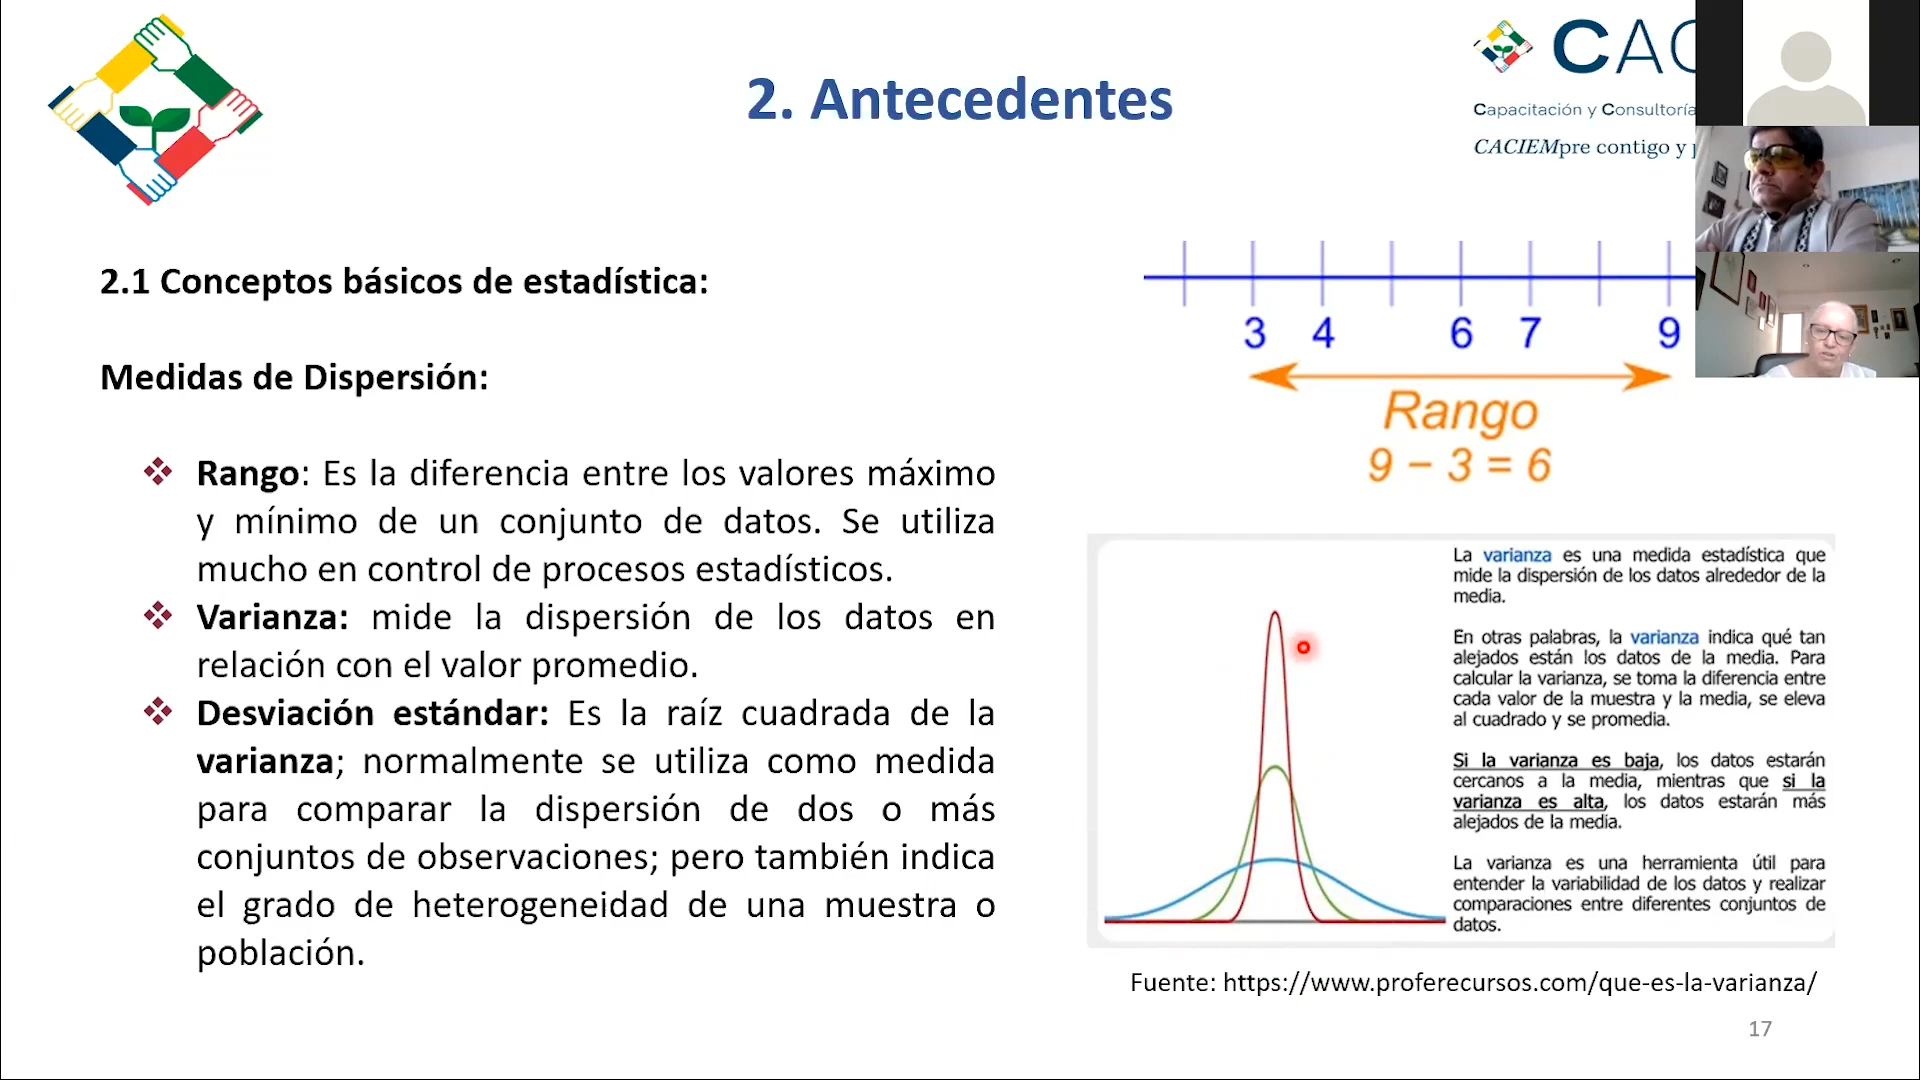 2. Antecedentes
CAC
Capacitación y Consultoría
CACIEMpre contigo y
2.1 Conceptos básicos de estadística:
Medidas de Dispersión:
Rango: Es la diferencia entre los valores máximo
y mínimo de un conjunto de datos. Se utiliza
mucho en control de procesos estadísticos.
Varianza: mide la dispersión de los datos en
relación con el valor promedio.
Desviación estándar: Es la raíz cuadrada de la
varianza; normalmente se utiliza como medida
para comparar la dispersión de dos o más
conjuntos de observaciones; pero también indica
el grado de heterogeneidad de una muestra o
población.
3 4 6 7 9
Rango
9 − 3 = 6
La varianza es una medida estadística que
mide la dispersión de los datos alrededor de la
media.
En otras palabras, la varianza indica qué tan
alejados están los datos de la media. Para
calcular la varianza, se toma la diferencia entre
cada valor de la muestra y la media, se eleva
al cuadrado y se promedia.
Si la varianza es baja, los datos estarán
cercanos a la media, mientras que si la
varianza es alta, los datos estarán más
alejados de la media.
La varianza es una herramienta útil para
entender la variabilidad de los datos y realizar
comparaciones entre diferentes conjuntos de
datos.
Fuente: https://www.proferecursos.com/que-es-la-varianza/
17